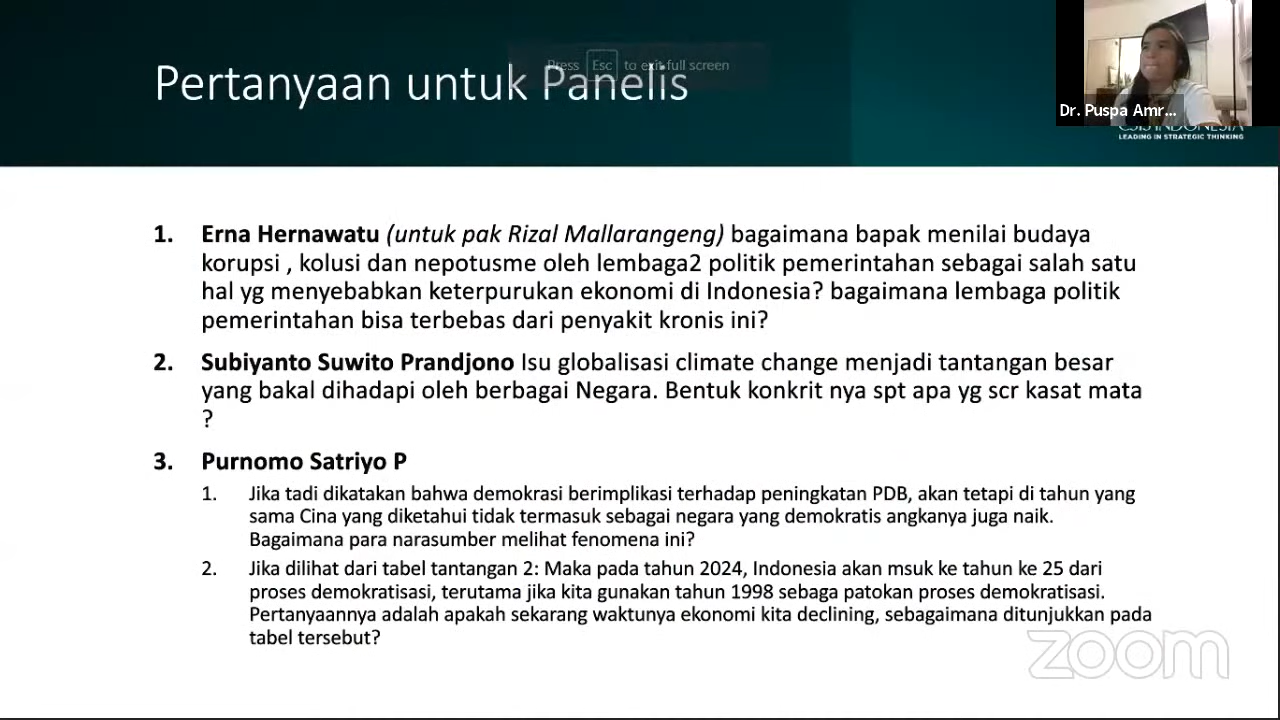 Press Esc to exit full screen
Pertanyaan untuk Panelis
Dr. Puspa Amr...
CSIS INDONESIA
LEADING IN STRATEGIC THINKING
1. Erna Hernawatu (untuk pak Rizal Mallarangeng) bagaimana bapak menilai budaya
korupsi , kolusi dan nepotusme oleh lembaga2 politik pemerintahan sebagai salah satu
hal yg menyebabkan keterpurukan ekonomi di Indonesia? bagaimana lembaga politik
pemerintahan bisa terbebas dari penyakit kronis ini?
2. Subiyanto Suwito Prandjono Isu globalisasi climate change menjadi tantangan besar
yang bakal dihadapi oleh berbagai Negara. Bentuk konkrit nya spt apa yg scr kasat mata
?
3. Purnomo Satriyo P
1. Jika tadi dikatakan bahwa demokrasi berimplikasi terhadap peningkatan PDB, akan tetapi di tahun yang
sama Cina yang diketahui tidak termasuk sebagai negara yang demokratis angkanya juga naik.
Bagaimana para narasumber melihat fenomena ini?
2. Jika dilihat dari tabel tantangan 2: Maka pada tahun 2024, Indonesia akan msuk ke tahun ke 25 dari
proses demokratisasi, terutama jika kita gunakan tahun 1998 sebaga patokan proses demokratisasi.
Pertanyaannya adalah apakah sekarang waktunya ekonomi kita declining, sebagaimana ditunjukkan pada
tabel tersebut?
zoom